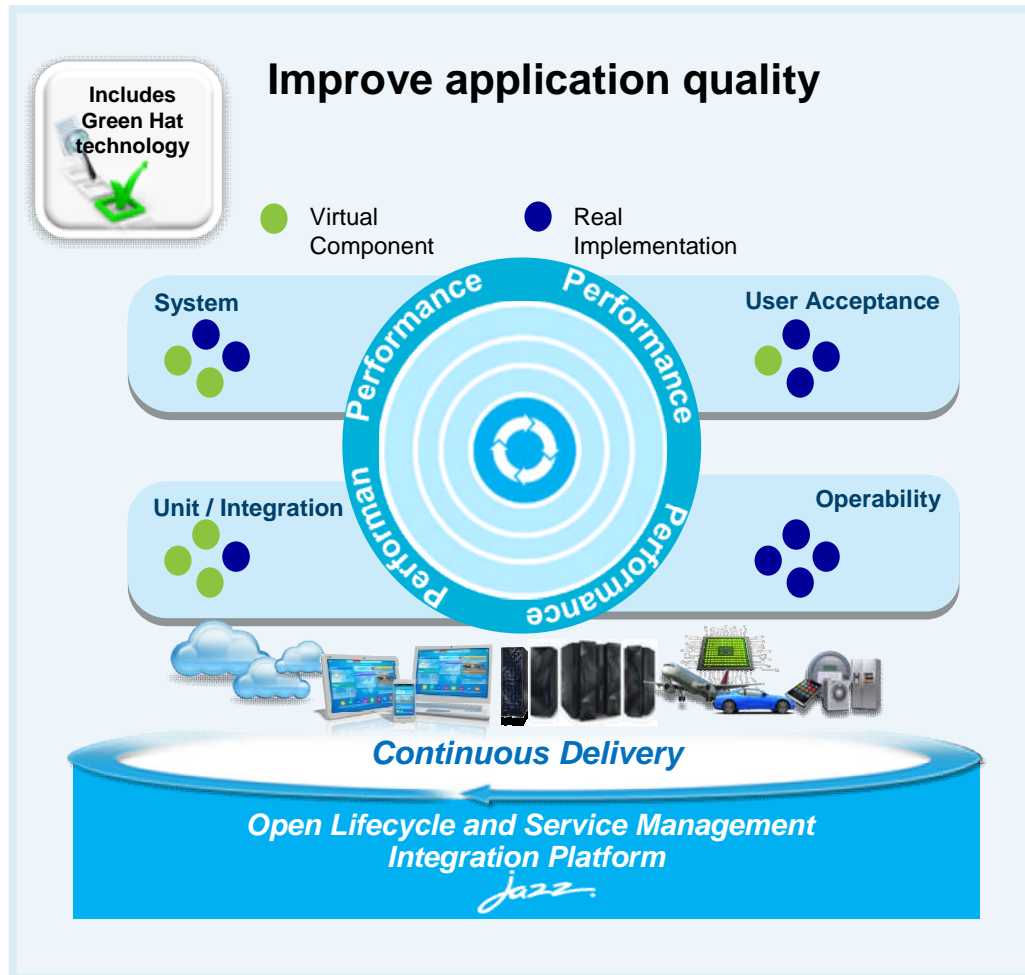 Improve application quality
Includes
Green Hat
technology
Virtual
Component
Real
Implementation
System
User Acceptance
Performance
Performance
Unit / Integration
Operability
Performan
Performance
Continuous Delivery
Open Lifecycle and Service Management
Integration Platform
jazz